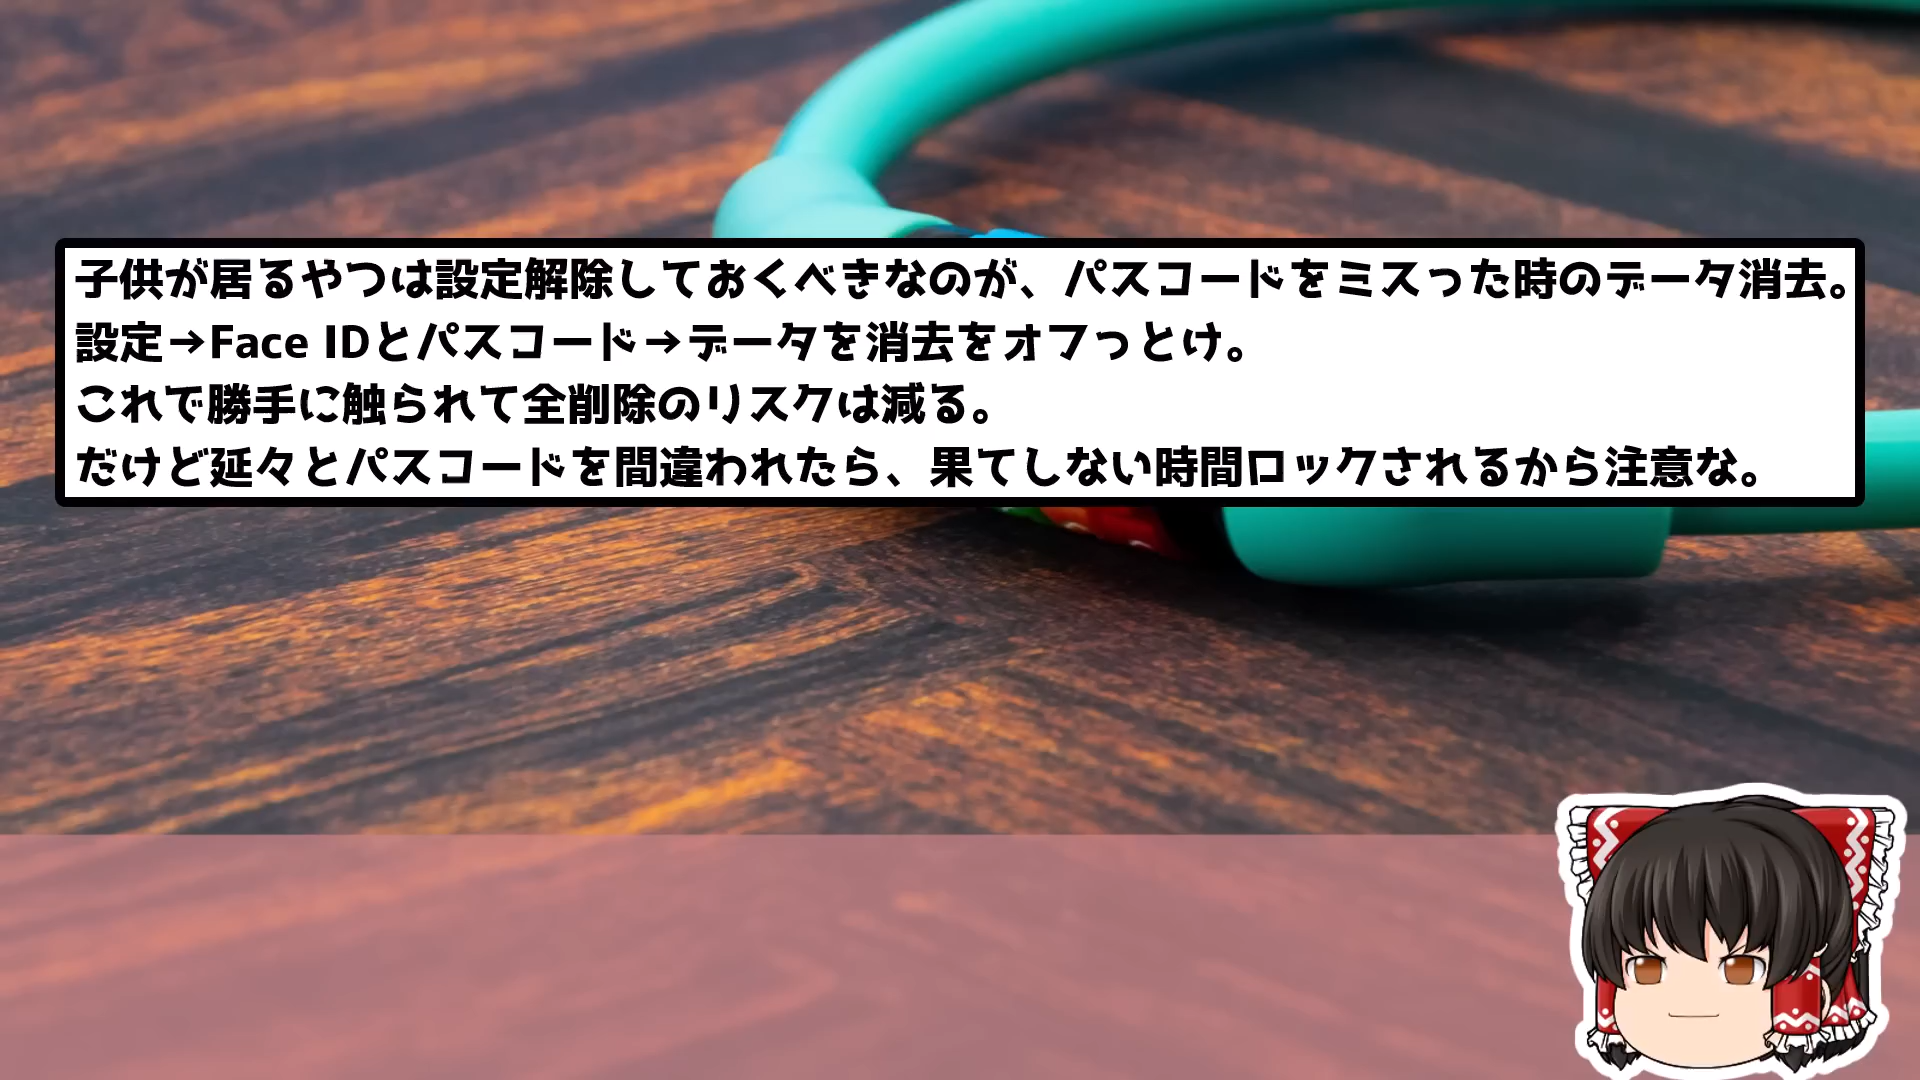 子供が居るやつは設定解除しておくべきなのが、パスコードをミスった時のデータ消去。
設定→Face IDとパスコード→データを消去をオフっとけ。
これで勝手に触られて全削除のリスクは減る。
だけど延々とパスコードを間違われたら、果てしない時間ロックされるから注意な。